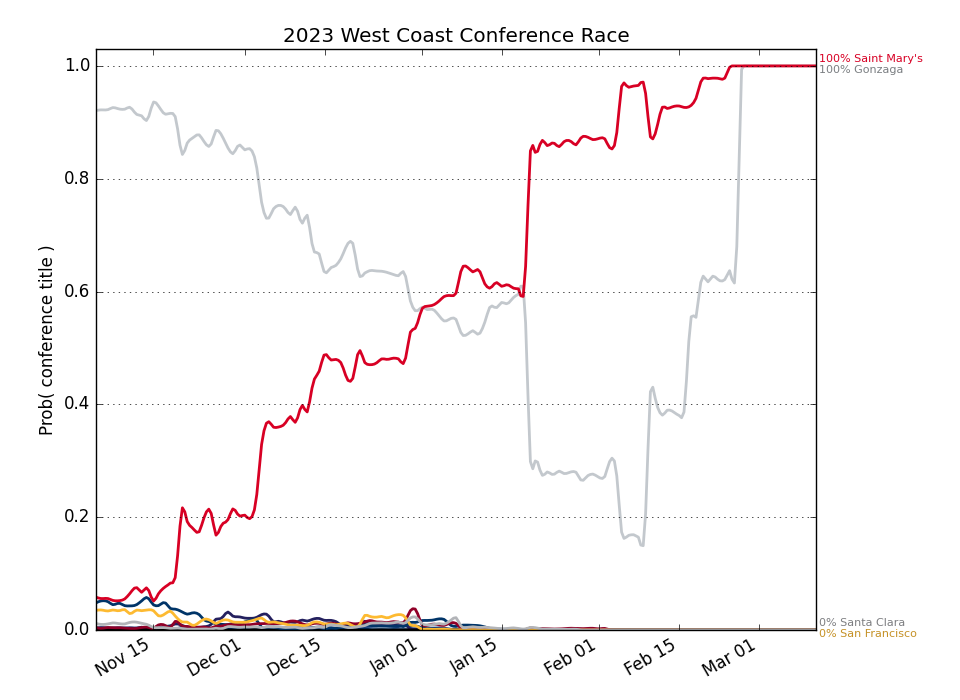 2023 West Coast Conference Race
Prob( conference title )
1.0
0.8
0.6
0.4
0.2
0.0
100% Saint Mary's
100% Gonzaga
0% Santa Clara
0% San Francisco
Nov 15
Dec 01
Dec 15
Jan 01
Jan 15
Feb 01
Feb 15
Mar 01